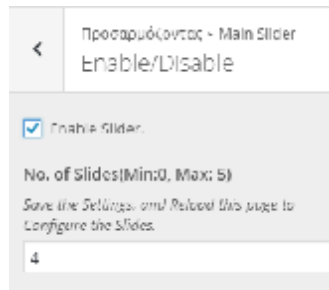 Προσαρμόζοντας ▸ Main Slider
Enable/Disable
Enable Slider.
No. of Slides(Min:0, Max: 5)
Save the Settings, and Reload this page to
Configure the Slides.
4